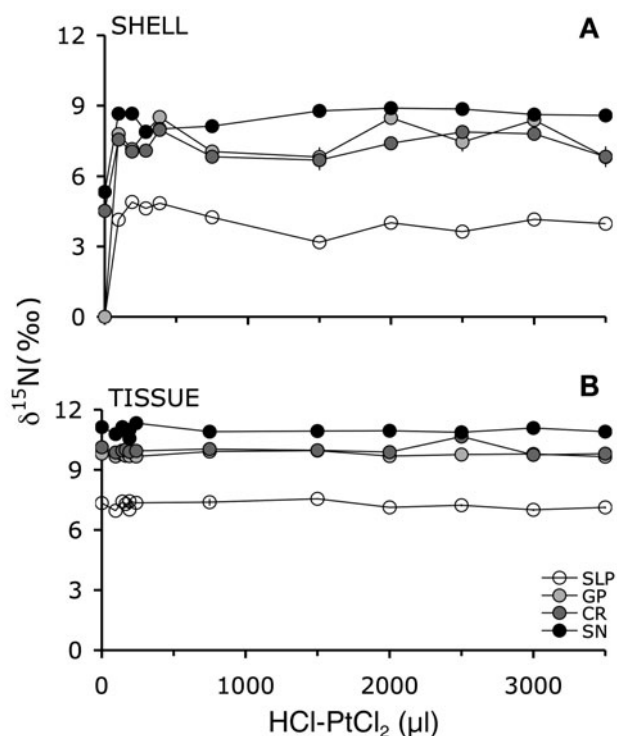 SHELL A
12
9
6
3
0
δ15N(‰)
TISSUE B
12
9
6
3
0
SLP
GP
CR
SN
0 1000 2000 3000
HCl-PtCl2 (µl)